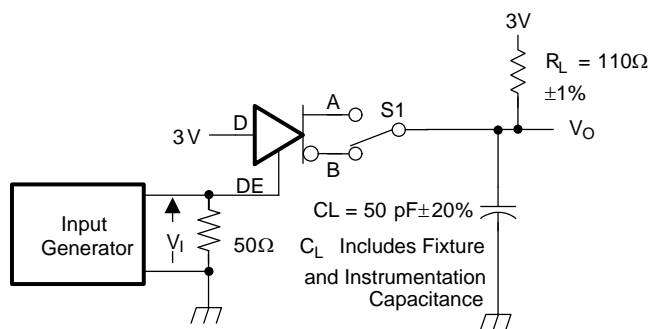 3V
R_L = 110Ω
±1%
A
S1
3V
D
V_O
B
DE
Input
Generator
V_I
50Ω
CL = 50 pF±20%
C_L Includes Fixture
and Instrumentation
Capacitance